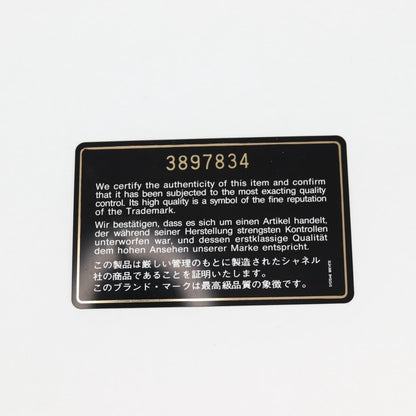 3897834
We certify the authenticity of this item and confirm
that it has been subjected to the most exacting quality
control. Its high quality is a symbol of the fine reputation
of the Trademark.
Wir bestätigen, dass es sich um einen Artikel handelt,
der während seiner Herstellung strengsten Kontrollen
unterworfen war, und dessen erstklassige Qualität
dem hohen Ansehen unserer Marke entspricht.
この製品は厳しい管理のもとに製造されたシャネル
社の商品であることを証明いたします。
このブランド・マークは最高級品質の象徴です。